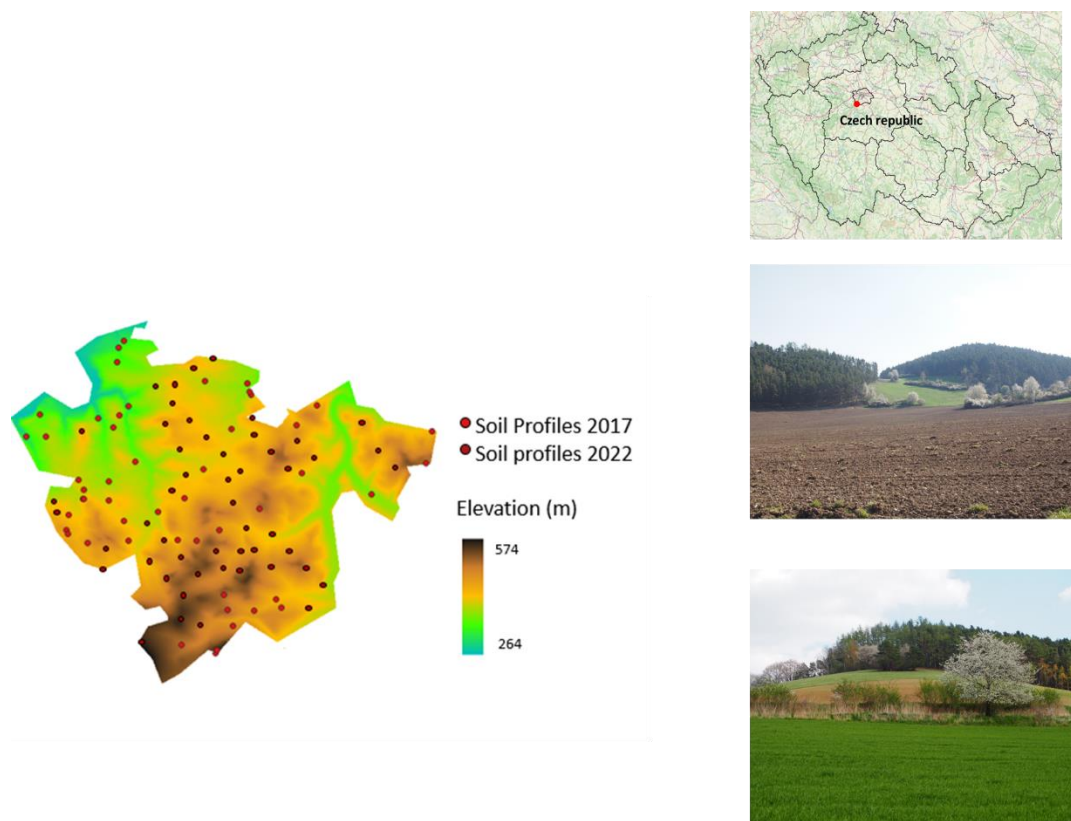 Czech republic
Soil Profiles 2017
Soil profiles 2022
Elevation (m)
574
264